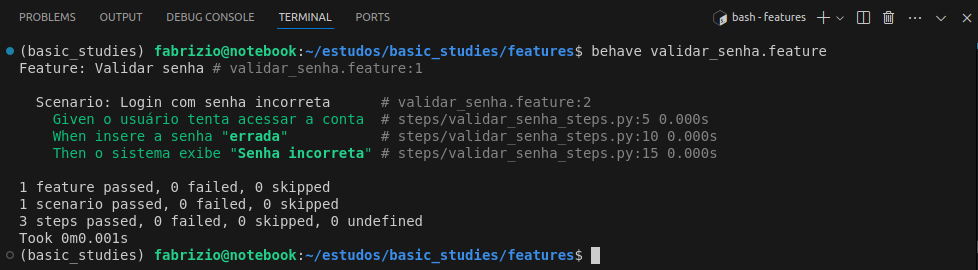 PROBLEMS OUTPUT DEBUG CONSOLE TERMINAL PORTS bash - features
(basic_studies) fabrizio@notebook:~/estudos/basic_studies/features$ behave validar_senha.feature
Feature: Validar senha # validar_senha.feature:1
Scenario: Login com senha incorreta # validar_senha.feature:2
Given o usuário tenta acessar a conta # steps/validar_senha_steps.py:5 0.000s
When insere a senha "errada" # steps/validar_senha_steps.py:10 0.000s
Then o sistema exibe "Senha incorreta" # steps/validar_senha_steps.py:15 0.000s
1 feature passed, 0 failed, 0 skipped
1 scenario passed, 0 failed, 0 skipped
3 steps passed, 0 failed, 0 skipped, 0 undefined
Took 0m0.001s
(basic_studies) fabrizio@notebook:~/estudos/basic_studies/features$